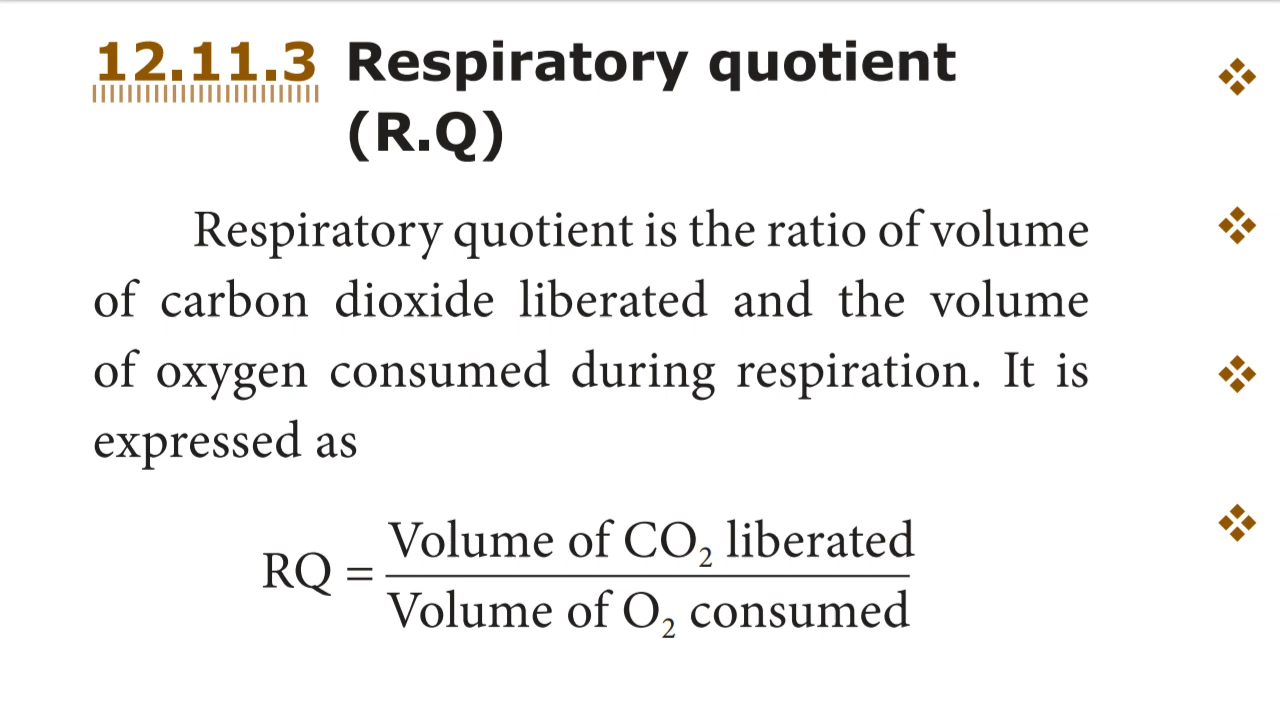 12.11.3 Respiratory quotient
(R.Q)
Respiratory quotient is the ratio of volume
of carbon dioxide liberated and the volume
of oxygen consumed during respiration. It is
expressed as
RQ = Volume of CO₂ liberated
Volume of O₂ consumed